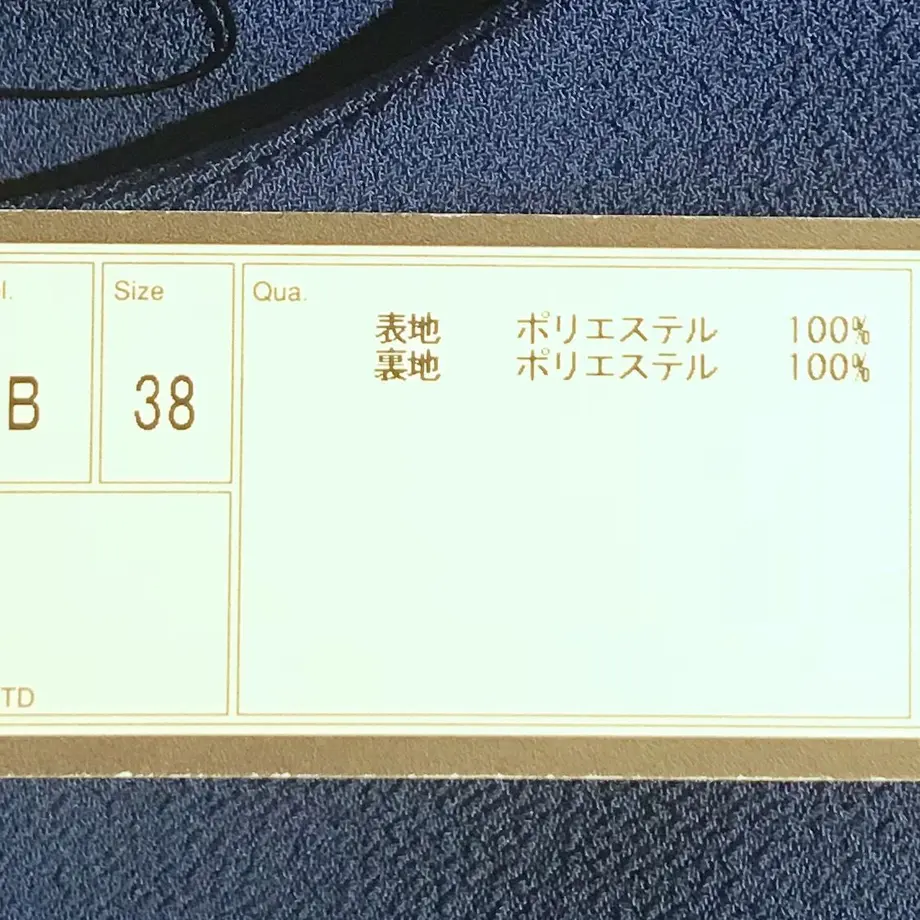 Size
Qua.
B
38
表地 ポリエステル 100%
裏地 ポリエステル 100%
TD